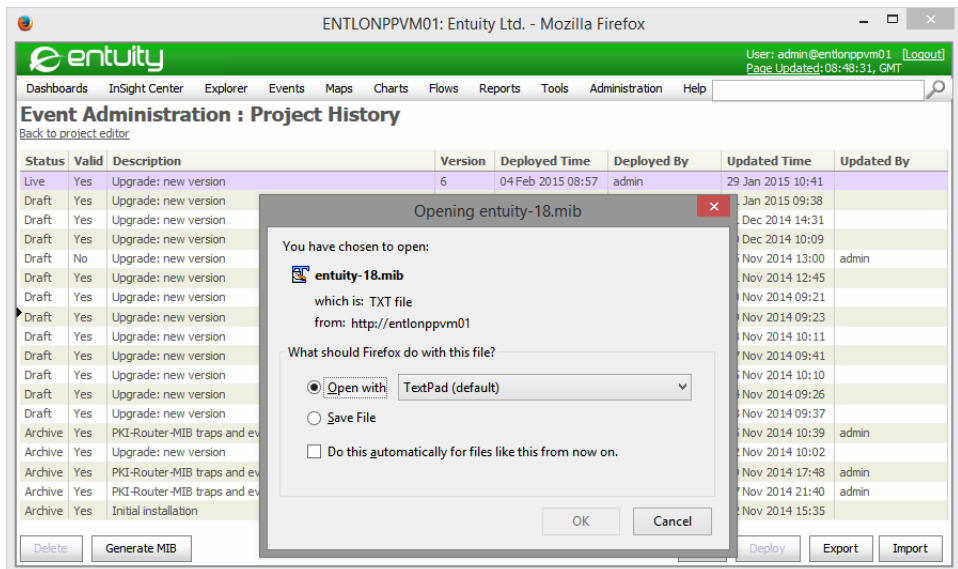 ENTLONPPVM01: Entuity Ltd. - Mozilla Firefox
entuity
User: admin@entlonppvm01 [Logout]
Page Updated:08:48:31, GMT
Dashboards InSight Center Explorer Events Maps Charts Flows Reports Tools Administration Help
Event Administration : Project History
Back to project editor
Status Valid Description Version Deployed Time Deployed By Updated Time Updated By
Live Yes Upgrade: new version 6 04 Feb 2015 08:57 admin 29 Jan 2015 10:41
Draft Yes Upgrade: new version Jan 2015 09:38
Draft Yes Upgrade: new version Dec 2014 14:31
Draft Yes Upgrade: new version Dec 2014 10:09
Draft No Upgrade: new version Nov 2014 13:00 admin
Draft Yes Upgrade: new version Nov 2014 12:45
Draft Yes Upgrade: new version Nov 2014 09:21
Draft Yes Upgrade: new version Nov 2014 09:23
Draft Yes Upgrade: new version Nov 2014 10:11
Draft Yes Upgrade: new version Nov 2014 09:41
Draft Yes Upgrade: new version Nov 2014 10:10
Draft Yes Upgrade: new version Nov 2014 09:26
Draft Yes Upgrade: new version Nov 2014 09:37
Archive Yes PKI-Router-MIB traps and ev Nov 2014 10:39 admin
Archive Yes Upgrade: new version Nov 2014 10:02
Archive Yes PKI-Router-MIB traps and ev Nov 2014 17:48 admin
Archive Yes PKI-Router-MIB traps and ev Nov 2014 21:40 admin
Archive Yes Initial installation Nov 2014 15:35
Opening entuity-18.mib
You have chosen to open:
entuity-18.mib
which is: TXT file
from: http://entlonppvm01
What should Firefox do with this file?
Open with TextPad (default)
Save File
Do this automatically for files like this from now on.
OK Cancel
Delete Generate MIB Deploy Export Import